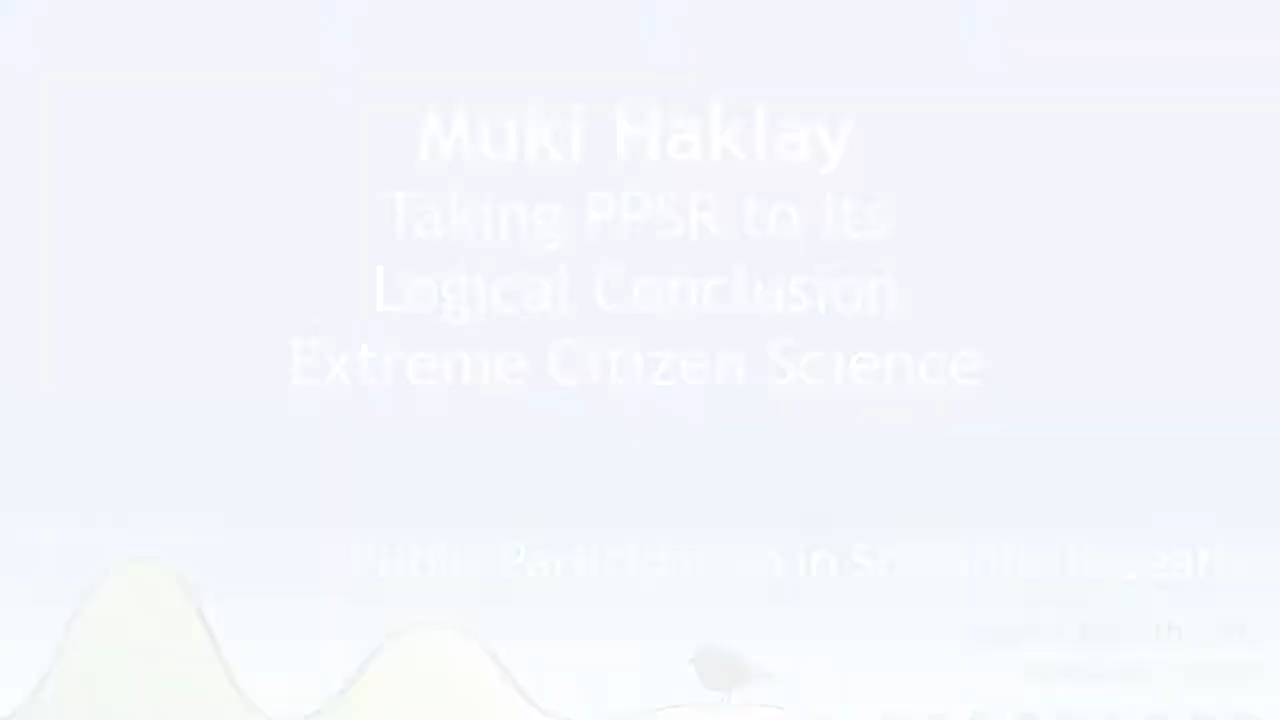 Muki Haklay
Taking PPSR to Its
Logical Conclusion
Extreme Citizen Science
Public Participation in Scientific Research